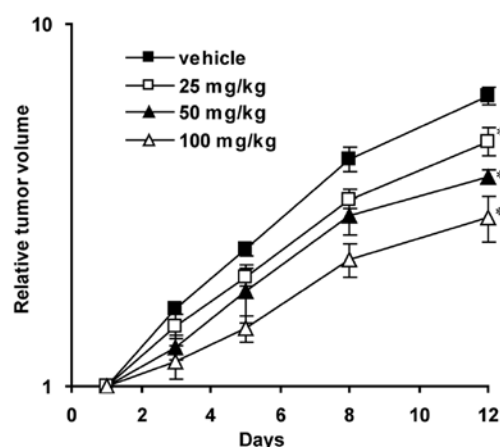 10
vehicle
25 mg/kg
50 mg/kg
100 mg/kg
Relative tumor volume
*
*
*
1
0 2 4 6 8 10 12
Days